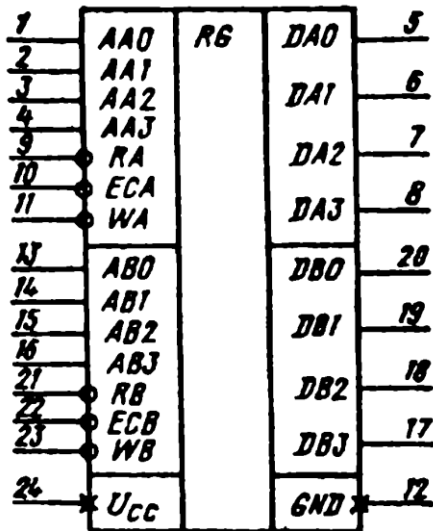 1 AA0 RG DA0 5
2 AA1
3 AA2 DA1 6
4 AA3
9 RA DA2 7
10 ECA
11 WA DA3 8
13 AB0 DB0 20
14 AB1
15 AB2 DB1 19
16 AB3
21 RB DB2 18
22 ECB
23 WB DB3 17
24 UCC GND 12